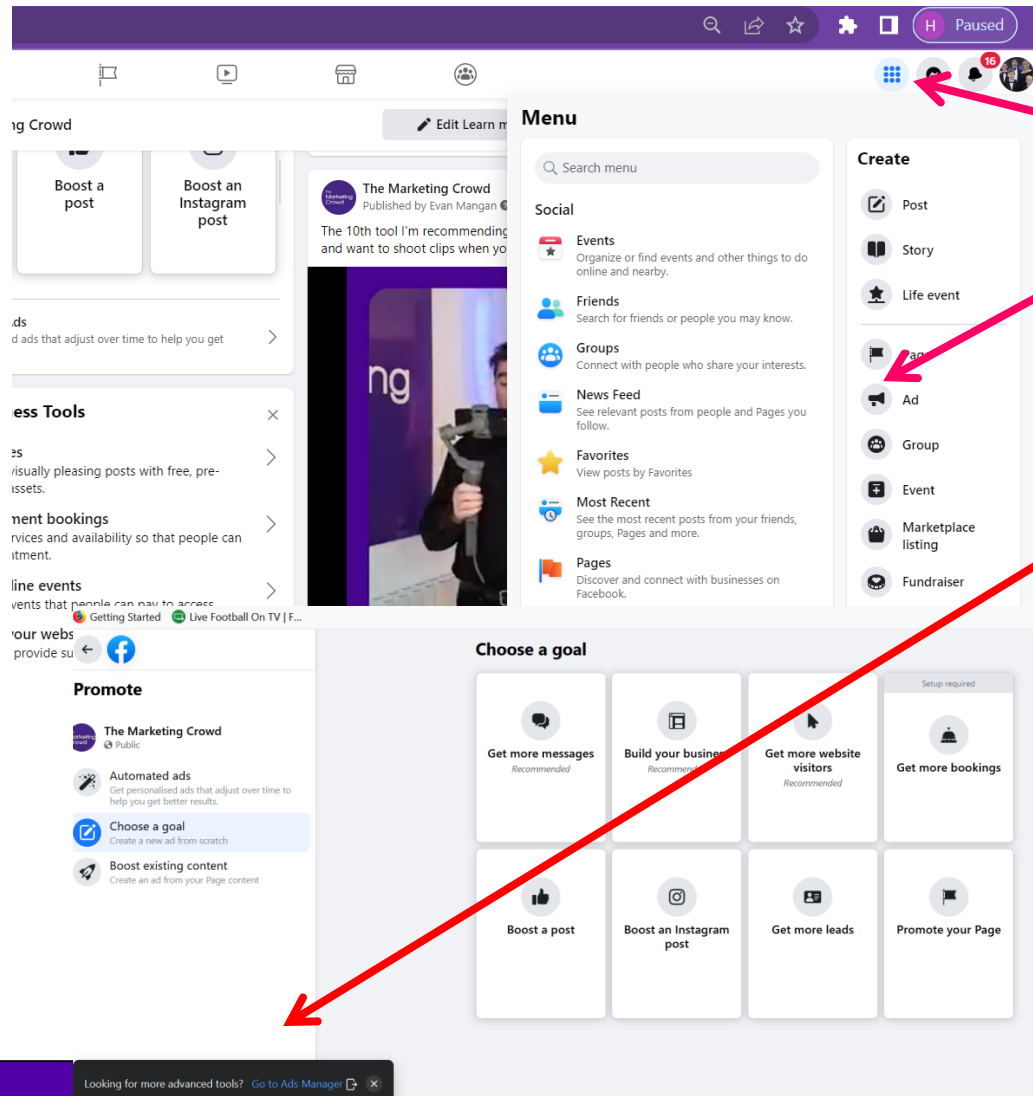 H Paused
16
ng Crowd
Edit Learn m
Boost a
post
Boost an
Instagram
post
ds
d ads that adjust over time to help you get
ess Tools
es
visually pleasing posts with free, pre-
assets.
ment bookings
rvices and availability so that people can
ntment.
line events
vents that people can pay to access
your webs
provide su
The Marketing Crowd
Published by Evan Mangan
The 10th tool I'm recommending
and want to shoot clips when yo
ng
Menu
Search menu
Social
Events
Organize or find events and other things to do
online and nearby.
Friends
Search for friends or people you may know.
Groups
Connect with people who share your interests.
News Feed
See relevant posts from people and Pages you
follow.
Favorites
View posts by Favorites
Most Recent
See the most recent posts from your friends,
groups, Pages and more.
Pages
Discover and connect with businesses on
Facebook.
Create
Post
Story
Life event
Page
Ad
Group
Event
Marketplace
listing
Fundraiser
Getting Started Live Football On TV | F...
Promote
The Marketing Crowd
Public
Automated ads
Get personalised ads that adjust over time to
help you get better results.
Choose a goal
Create a new ad from scratch
Boost existing content
Create an ad from your Page content
Choose a goal
Get more messages
Recommended
Build your business
Recommended
Get more website
visitors
Recommended
Setup required
Get more bookings
Boost a post
Boost an Instagram
post
Get more leads
Promote your Page
Looking for more advanced tools? Go to Ads Manager